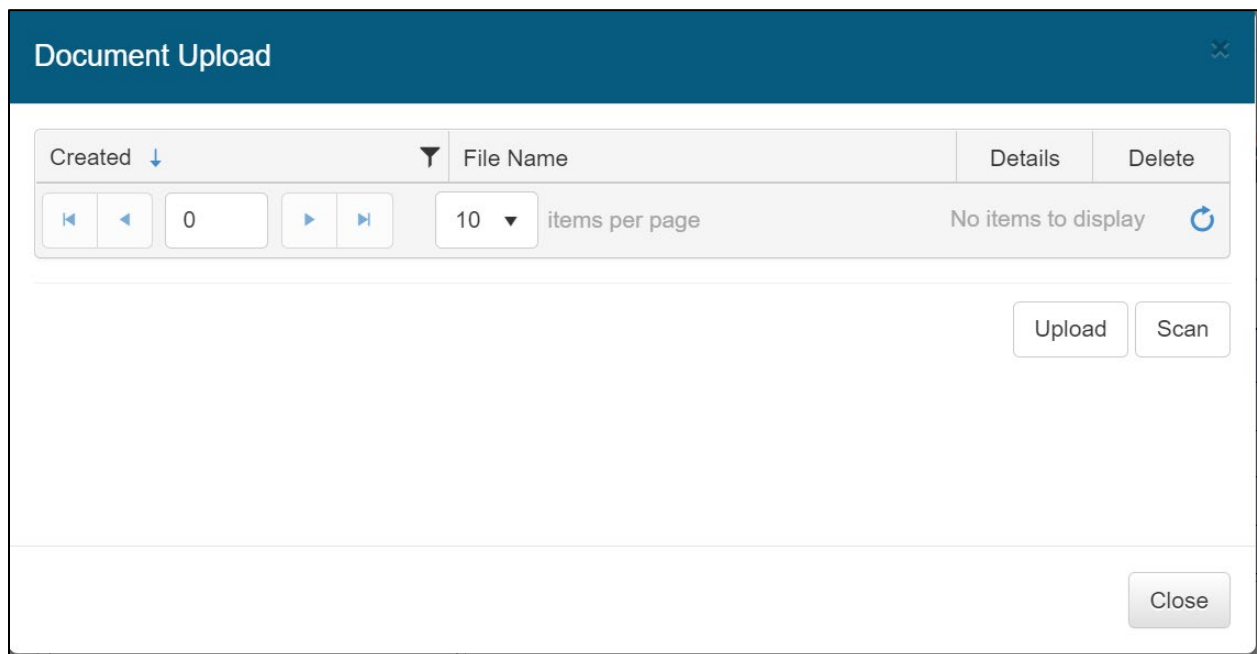 Document Upload
Created File Name Details Delete
0 10 items per page No items to display
Upload Scan
Close